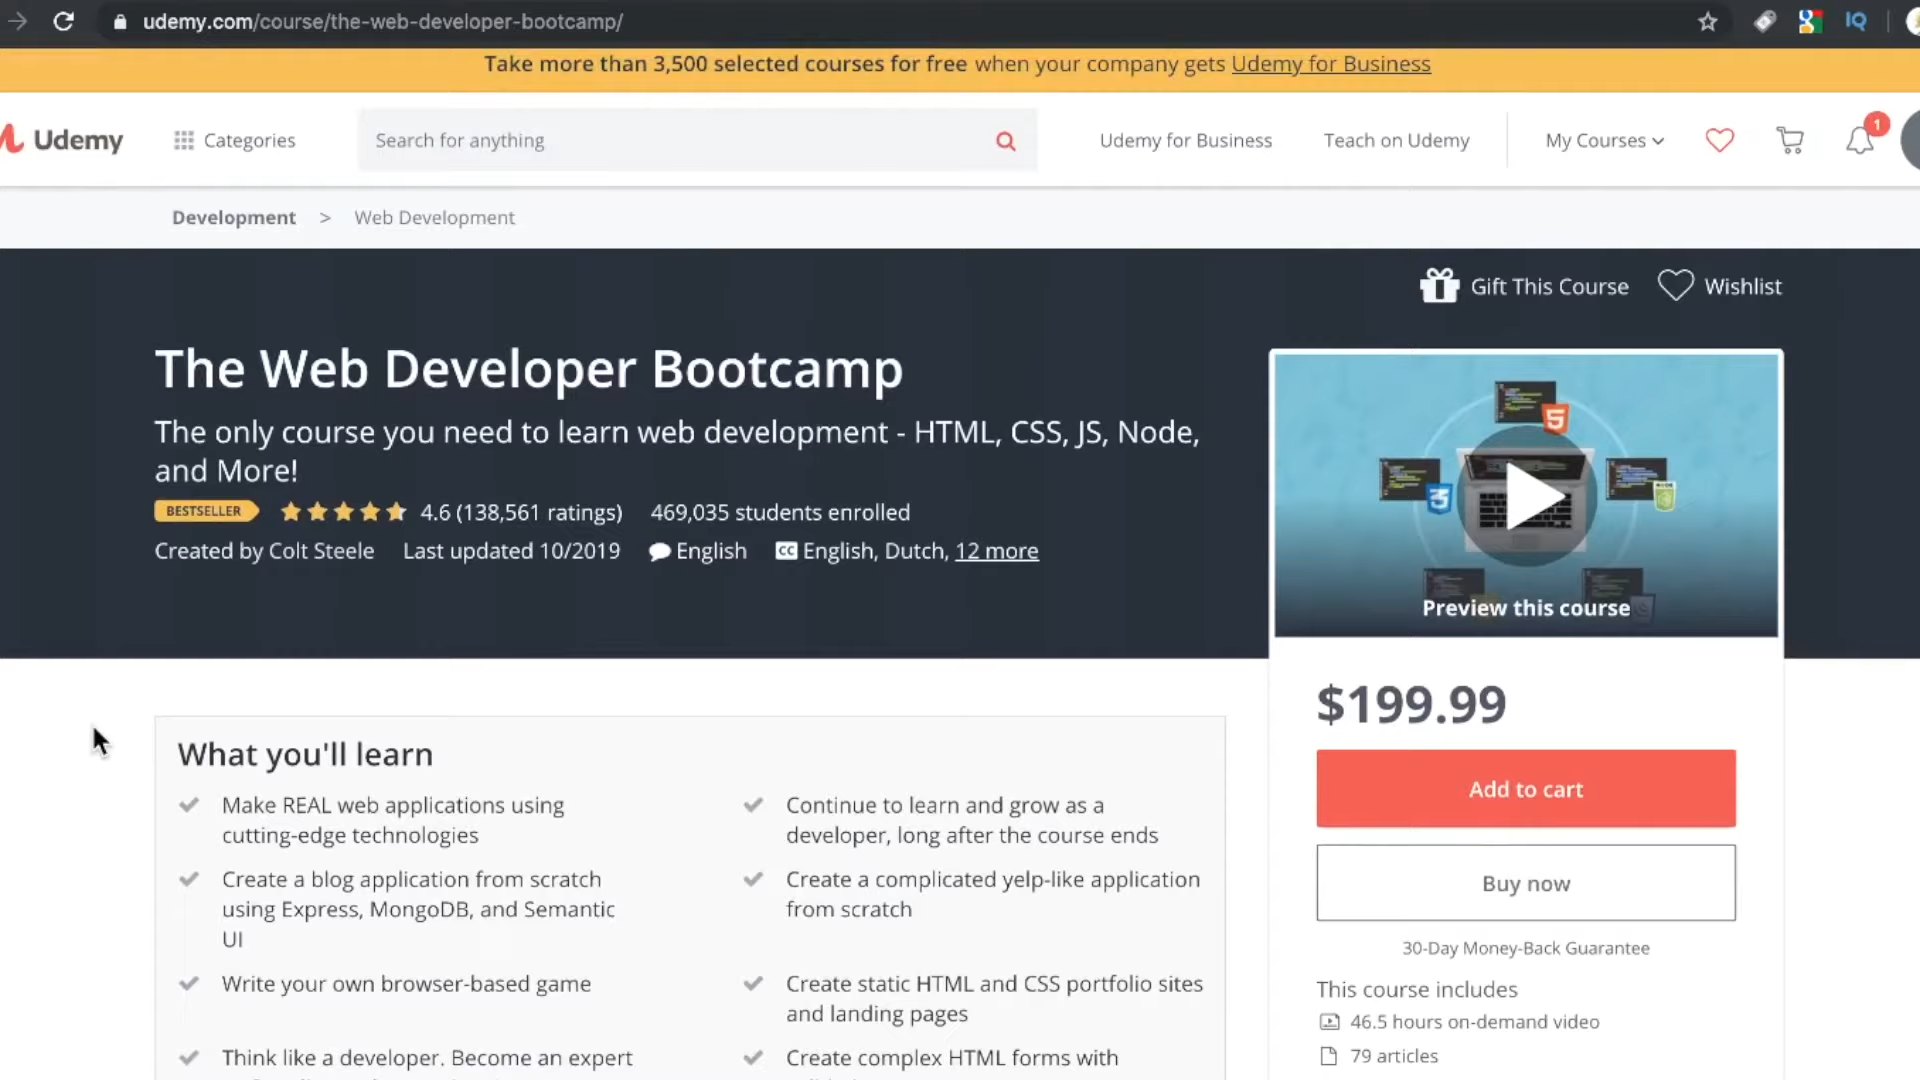 udemy.com/course/the-web-developer-bootcamp/
IQ
Take more than 3,500 selected courses for free when your company gets Udemy for Business
Udemy
Categories
Search for anything
Udemy for Business
Teach on Udemy
My Courses
1
Development > Web Development
Gift This Course
Wishlist
The Web Developer Bootcamp
The only course you need to learn web development - HTML, CSS, JS, Node,
and More!
BESTSELLER
4.6 (138,561 ratings)
469,035 students enrolled
Created by Colt Steele
Last updated 10/2019
English
CC English, Dutch, 12 more
5
3
Preview this course
$199.99
Add to cart
Buy now
30-Day Money-Back Guarantee
This course includes
46.5 hours on-demand video
79 articles
What you'll learn
Make REAL web applications using
cutting-edge technologies
Continue to learn and grow as a
developer, long after the course ends
Create a blog application from scratch
using Express, MongoDB, and Semantic
UI
Create a complicated yelp-like application
from scratch
Write your own browser-based game
Create static HTML and CSS portfolio sites
and landing pages
Think like a developer. Become an expert
Create complex HTML forms with